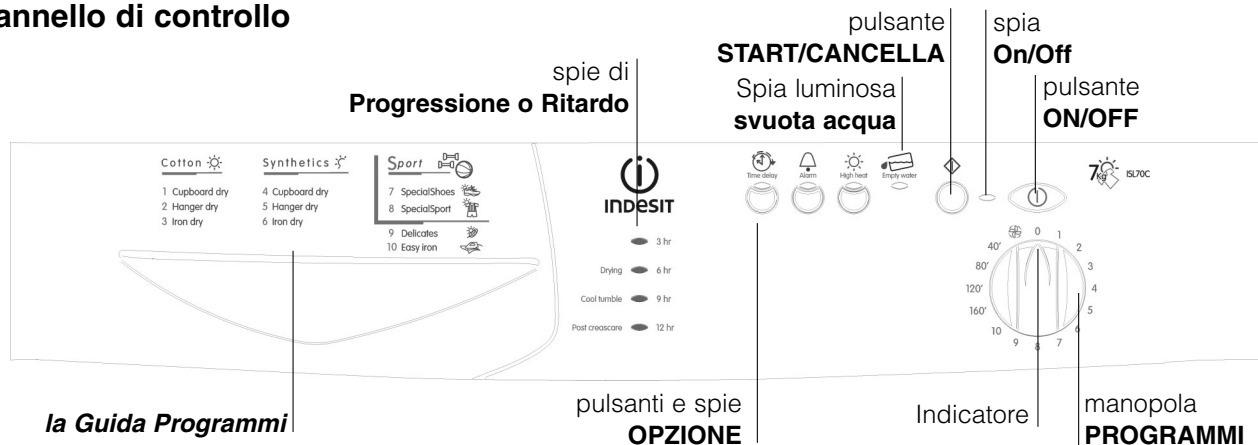 annello di controllo
pulsante
START/CANCELLA
spia
On/Off
spie di
Progressione o Ritardo
Spia luminosa
svuota acqua
pulsante
ON/OFF
Cotton
1 Cupboard dry
2 Hanger dry
3 Iron dry
Synthetics
4 Cupboard dry
5 Hanger dry
6 Iron dry
Sport
7 SpecialShoes
8 SpecialSport
9 Delicates
10 Easy iron
INDESIT
3 hr
Drying 6 hr
Cool tumble 9 hr
Post creascare 12 hr
Time delay
Alarm
High heat
Empty water
7Kg
ISL70C
0
1
2
3
4
5
6
7
8
9
10
160'
120'
80'
40'
la Guida Programmi
pulsanti e spie
OPZIONE
Indicatore
manopola
PROGRAMMI